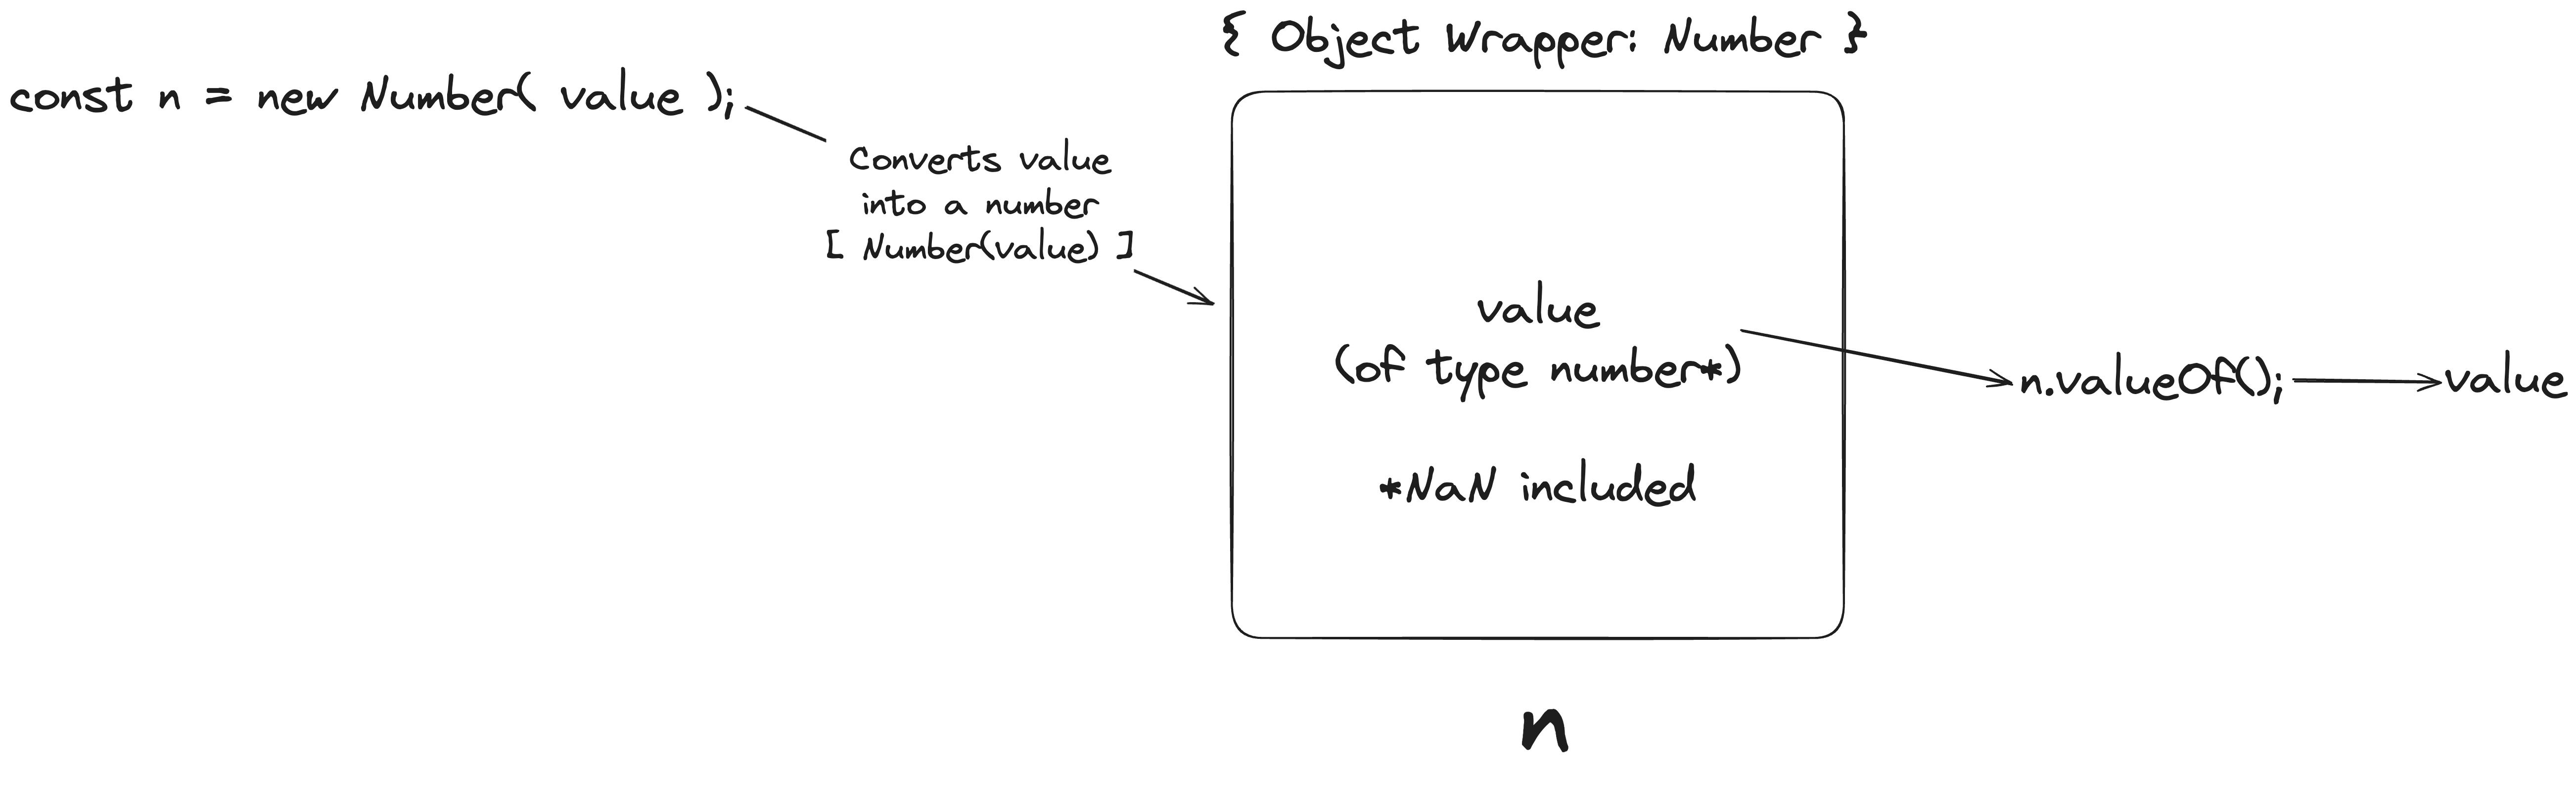 { Object Wrapper: Number }
const n = new Number( value );
Converts value
into a number
[ Number(value) ]
value
(of type number*)
*NaN included
n.valueOf();
value
n